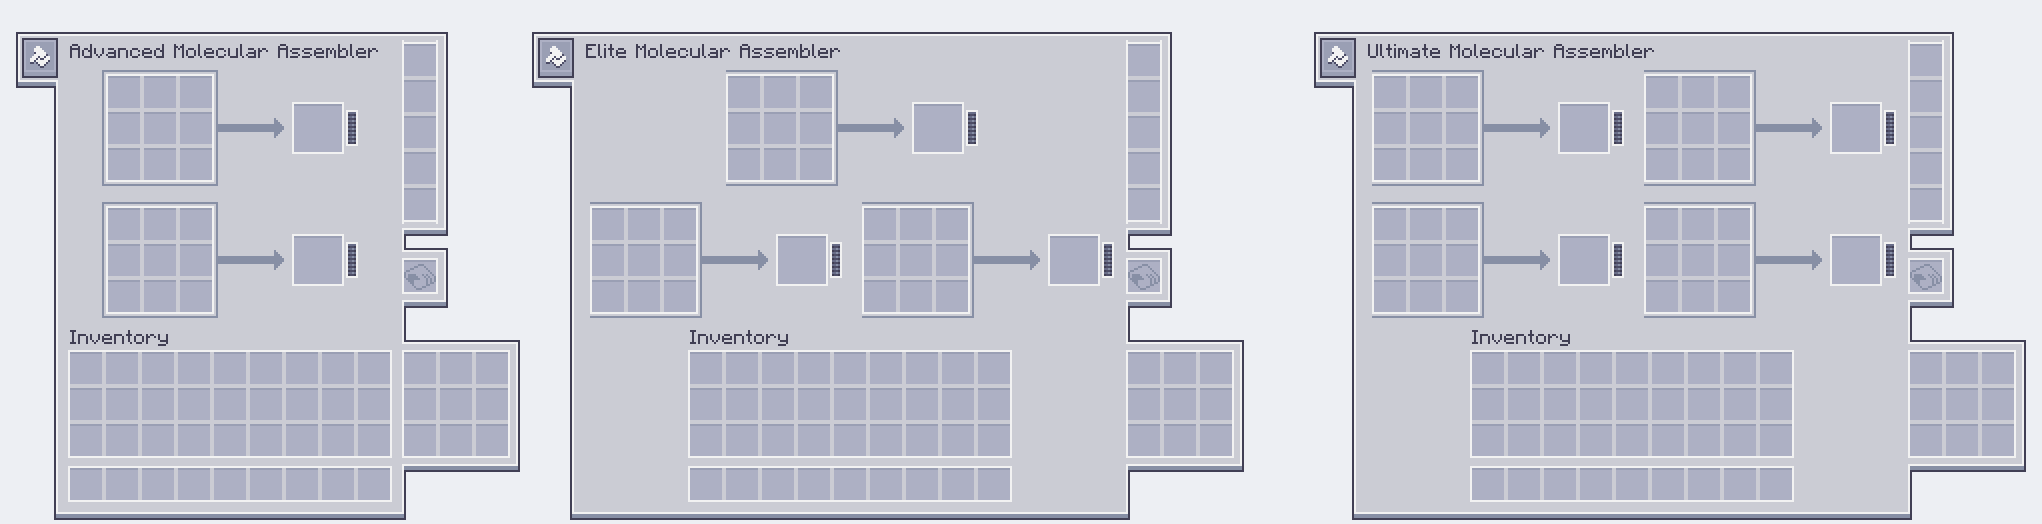 Advanced Molecular Assembler
Inventory
Elite Molecular Assembler
Inventory
Ultimate Molecular Assembler
Inventory